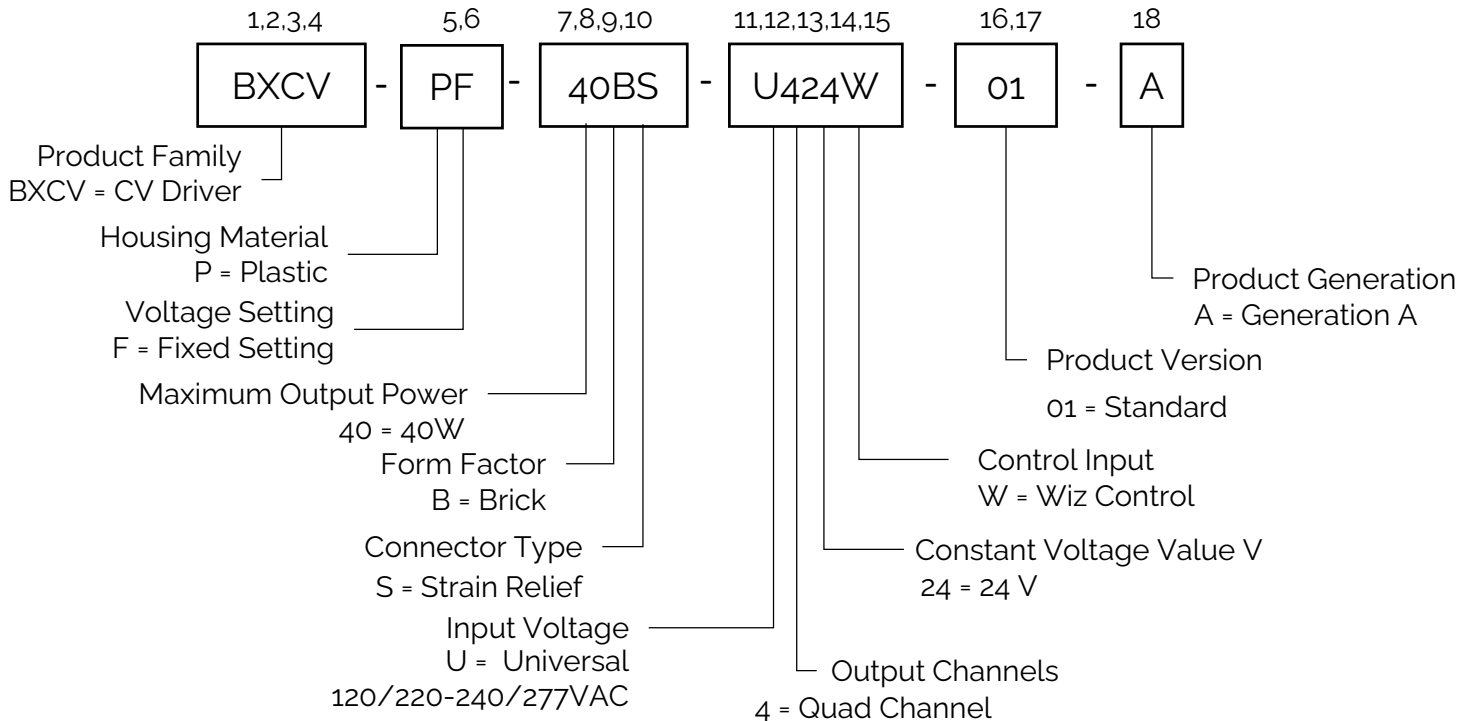 1,2,3,4 5,6 7,8,9,10 11,12,13,14,15 16,17 18
BXCV - PF - 40BS - U424W - 01 - A
Product Family
BXCV = CV Driver
Housing Material
P = Plastic
Voltage Setting
F = Fixed Setting
Maximum Output Power
40 = 40W
Form Factor
B = Brick
Connector Type
S = Strain Relief
Input Voltage
U = Universal
120/220-240/277VAC
Output Channels
4 = Quad Channel
Constant Voltage Value V
24 = 24 V
Control Input
W = Wiz Control
Product Version
01 = Standard
Product Generation
A = Generation A